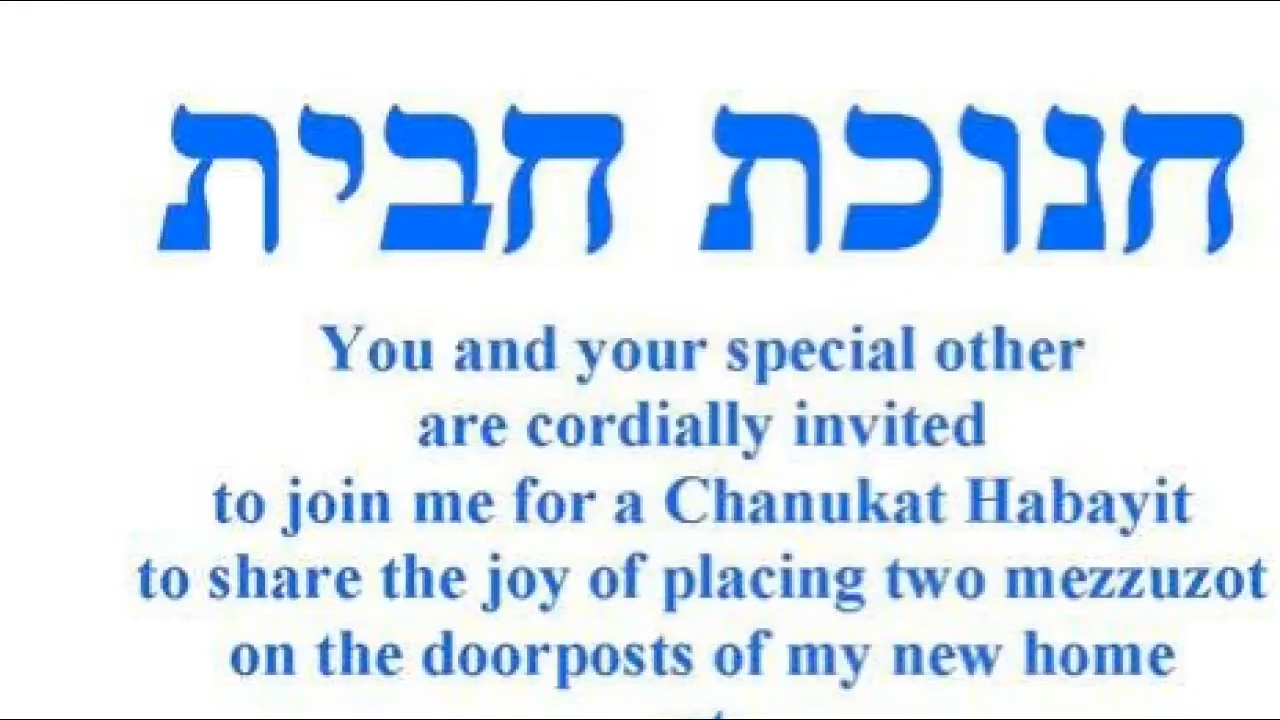 חנוכת חבית
You and your special other
are cordially invited
to join me for a Chanukat Habayit
to share the joy of placing two mezzuzot
on the doorposts of my new home